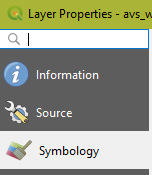 Layer Properties - avs_w
Information
Source
Symbology